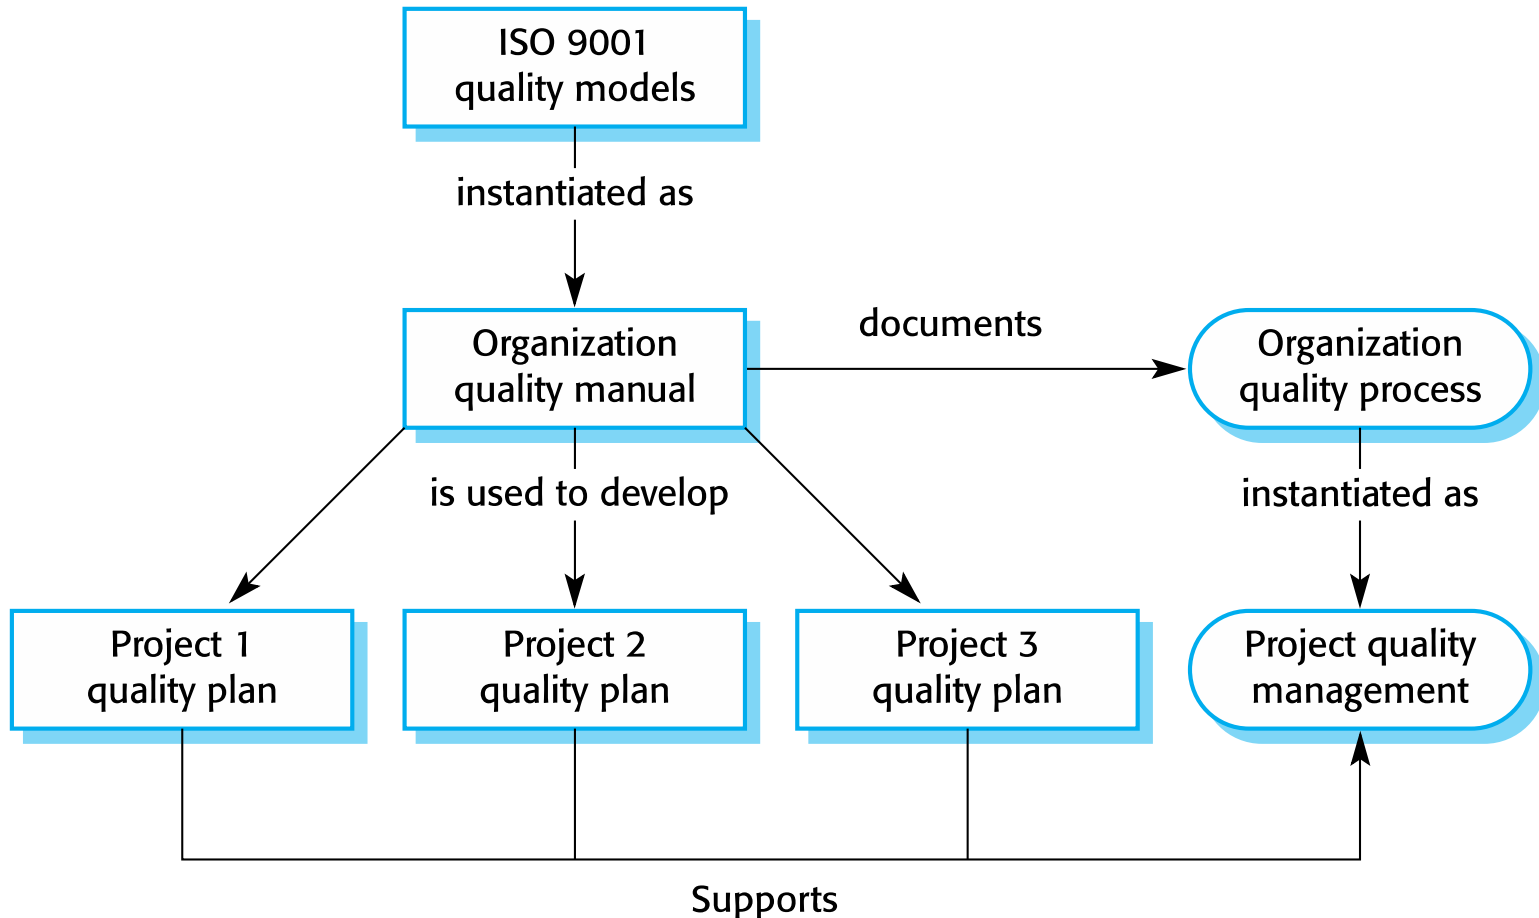 ISO 9001
quality models
instantiated as
documents
Organization
quality manual
Organization
quality process
is used to develop
instantiated as
Project 1
quality plan
Project 2
quality plan
Project 3
quality plan
Project quality
management
Supports